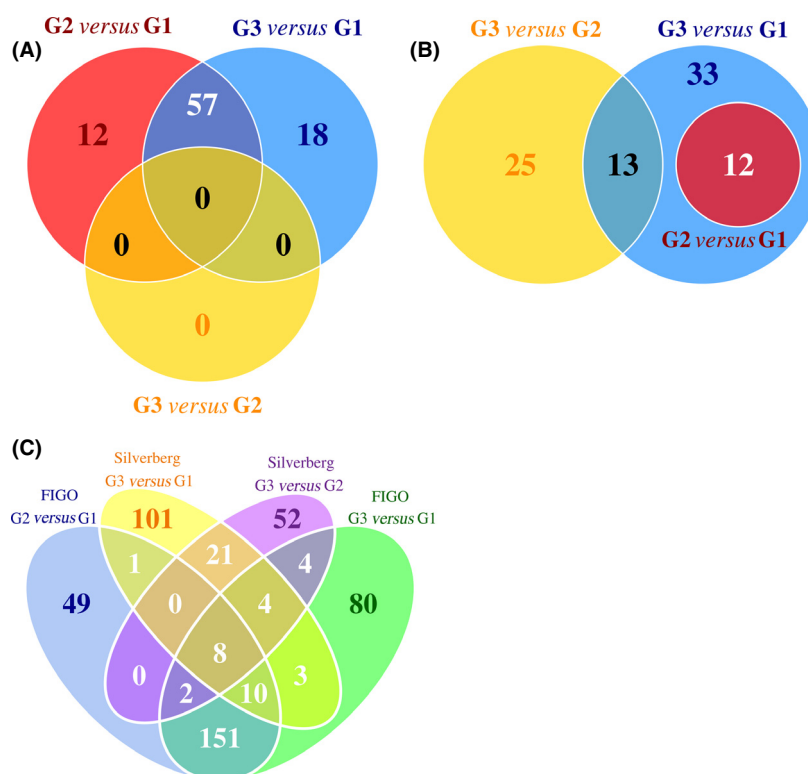 (A)
G2 versus G1
G3 versus G1
12
57
18
0
0
0
0
G3 versus G2
(B)
G3 versus G2
G3 versus G1
33
25
13
12
G2 versus G1
(C)
Silverberg
G3 versus G1
Silverberg
G3 versus G2
FIGO
G2 versus G1
FIGO
G3 versus G1
101
52
1
21
4
49
0
4
80
8
0
2
10
3
151